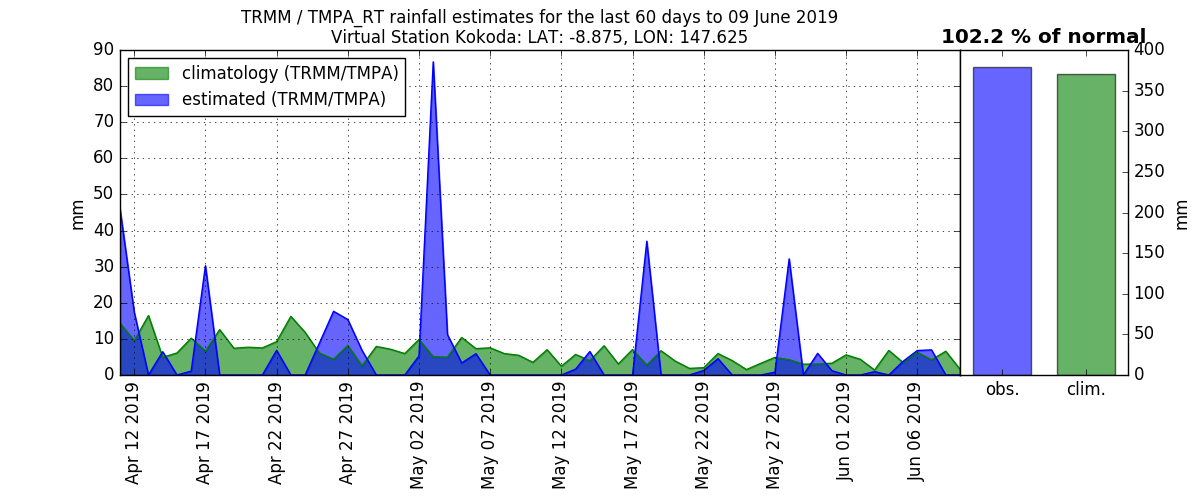 TRMM / TMPA_RT rainfall estimates for the last 60 days to 09 June 2019
Virtual Station Kokoda: LAT: -8.875, LON: 147.625
102.2 % of normal
climatology (TRMM/TMPA)
estimated (TRMM/TMPA)
mm
90
80
70
60
50
40
30
20
10
0
Apr 12 2019
Apr 17 2019
Apr 22 2019
Apr 27 2019
May 02 2019
May 07 2019
May 12 2019
May 17 2019
May 22 2019
May 27 2019
Jun 01 2019
Jun 06 2019
obs.
clim.
400
350
300
250
200
150
100
50
0
mm